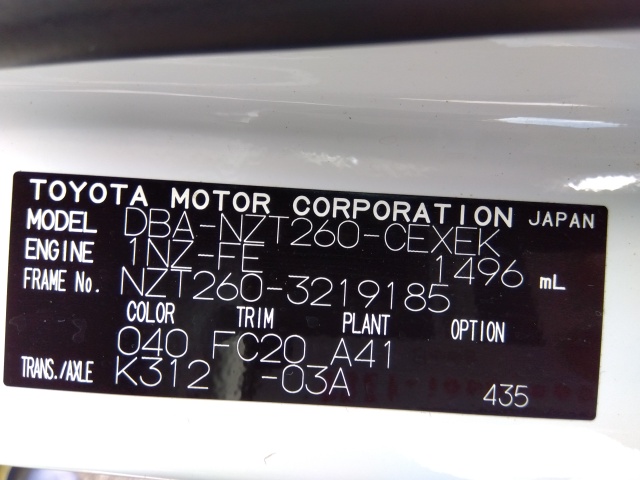 TOYOTA MOTOR CORPORATION JAPAN
MODEL DBA-NZT260-CEXEK
ENGINE 1NZ-FE 1496 mL
FRAME No. NZT260-3219185
COLOR TRIM PLANT OPTION
040 FC20 A41
TRANS./AXLE K312 -03A
435